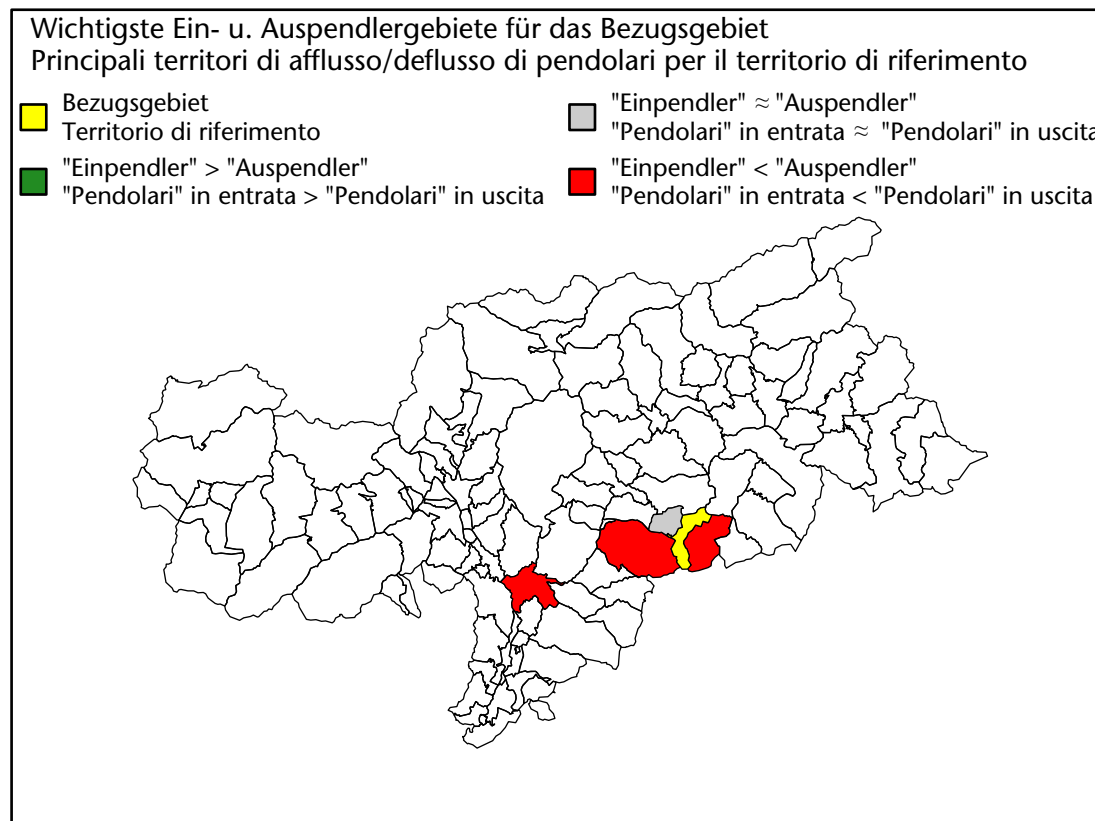 Wichtigste Ein- u. Auspendlergebiete für das Bezugsgebiet
Principali territori di afflusso/deflusso di pendolari per il territorio di riferimento
Bezugsgebiet
Territorio di riferimento
"Einpendler" > "Auspendler"
"Pendolari" in entrata > "Pendolari" in uscita
"Einpendler" ≈ "Auspendler"
"Pendolari" in entrata ≈ "Pendolari" in uscita
"Einpendler" < "Auspendler"
"Pendolari" in entrata < "Pendolari" in uscita